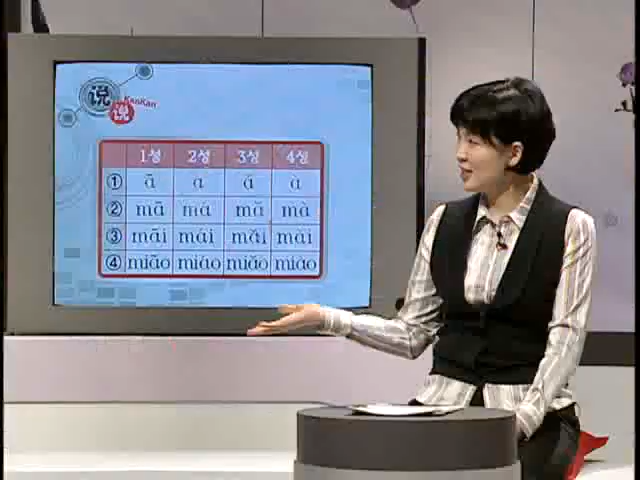 说 KanKan
说
1성 2성 3성 4성
① ā á ǎ à
② mā má mǎ mà
③ māi mái mǎi mài
④ miāo miáo miǎo miào